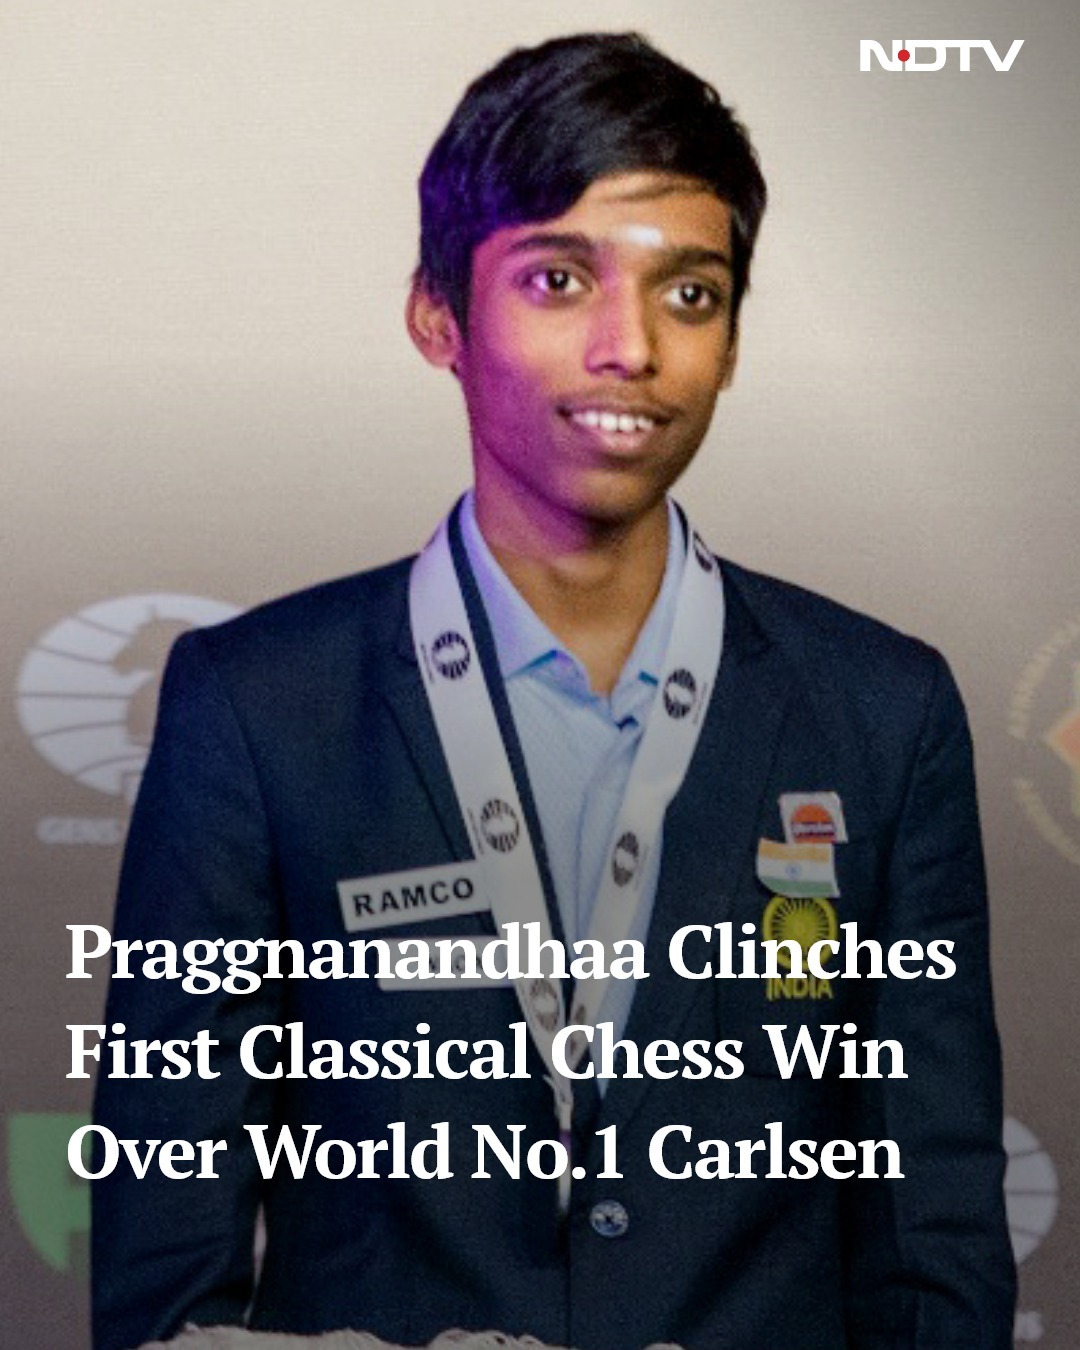 NDTV
RAMCO
INDIA
Praggnanandhaa Clinches
First Classical Chess Win
Over World No.1 Carlsen